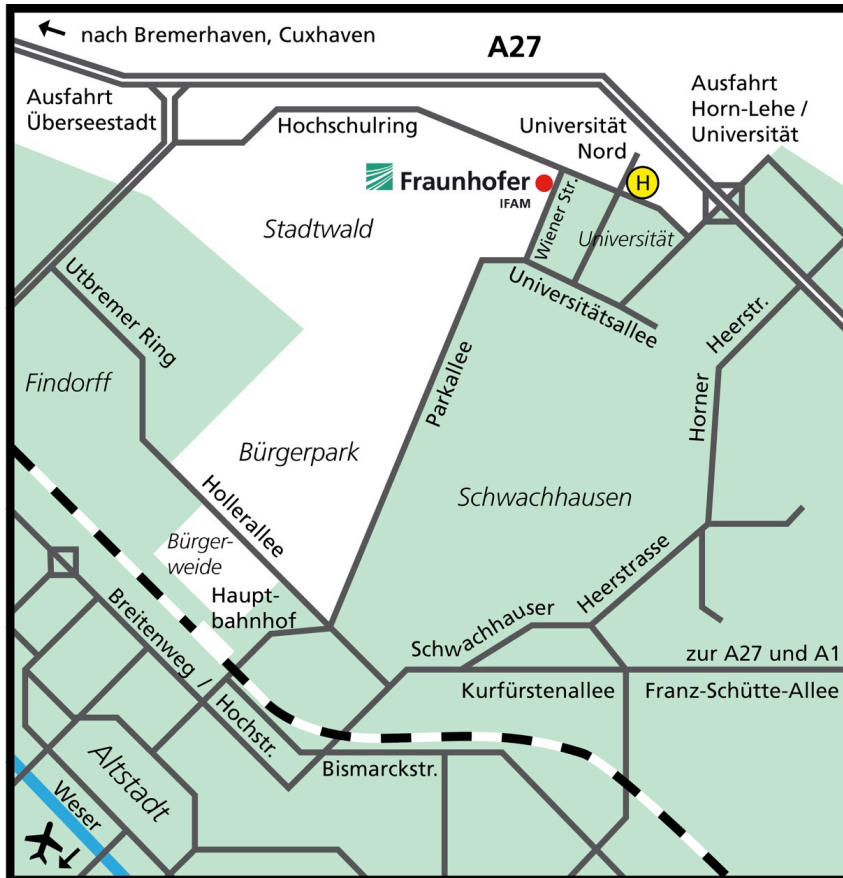 nach Bremerhaven, Cuxhaven
A27
Ausfahrt
Überseestadt
Hochschulring
Universität
Nord
Ausfahrt
Horn-Lehe /
Universität
H
Fraunhofer
IFAM
Wiener Str.
Stadtwald
Universität
Utbremer Ring
Universitätsallee
Heerstr.
Horner
Parkallee
Findorff
Bürgerpark
Hollerallee
Schwachhausen
Bürger-
weide
Haupt-
bahnhof
Heerstrasse
Schwachhauser
Breitenweg /
Hochstr.
zur A27 und A1
Kurfürstenallee
Franz-Schütte-Allee
Bismarckstr.
Altstadt
Weser